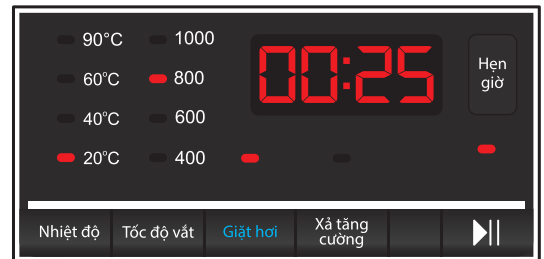 90°C 1000
60°C 800
40°C 600
20°C 400
00:25
Hẹn
giờ
Nhiệt độ
Tốc độ vắt
Giặt hơi
Xả tăng
cường